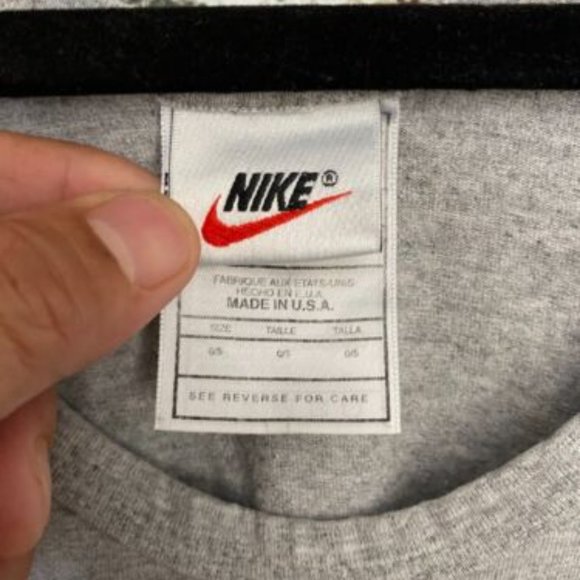 NIKE®
FABRIQUE AUX ETATS-UNIS
HECHO EN E.U.A.
MADE IN U.S.A.
SIZE TAILLE TALLA
SEE REVERSE FOR CARE